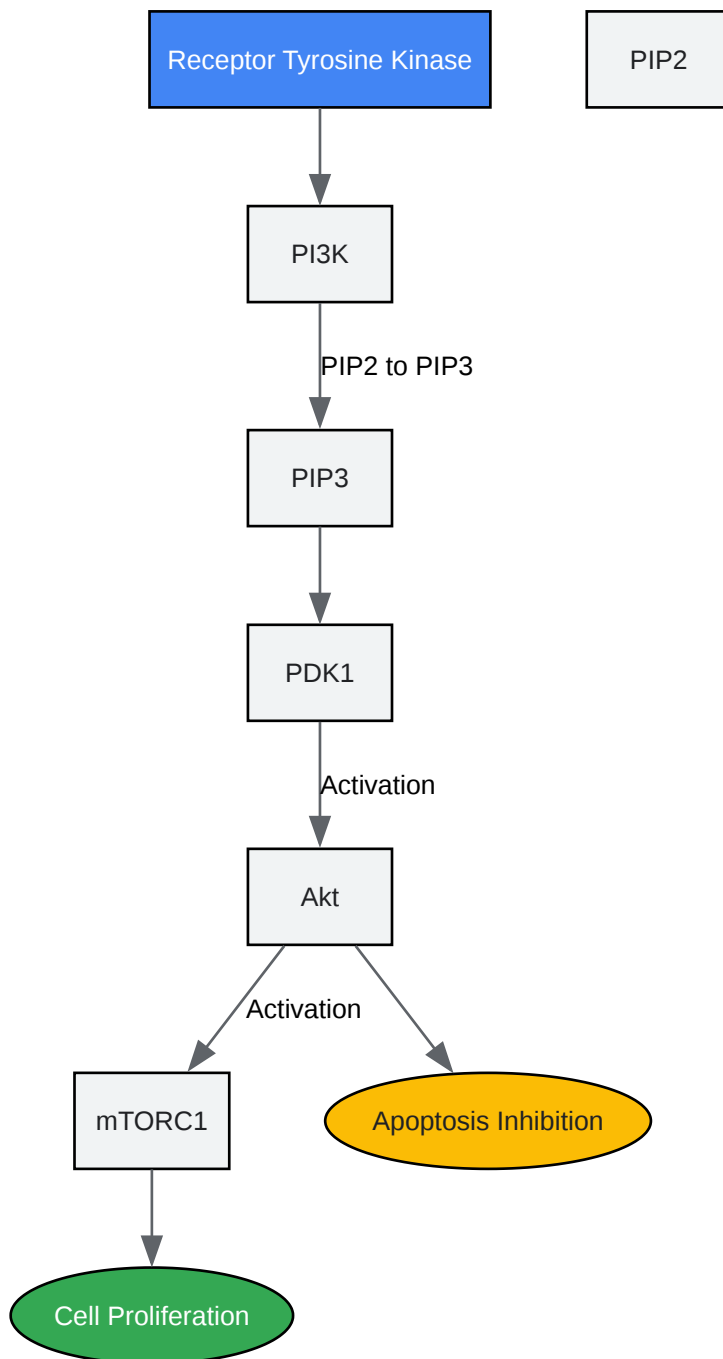 Receptor Tyrosine Kinase
PIP2
PI3K
PIP2 to PIP3
PIP3
PDK1
Activation
Akt
Activation
mTORC1
Apoptosis Inhibition
Cell Proliferation